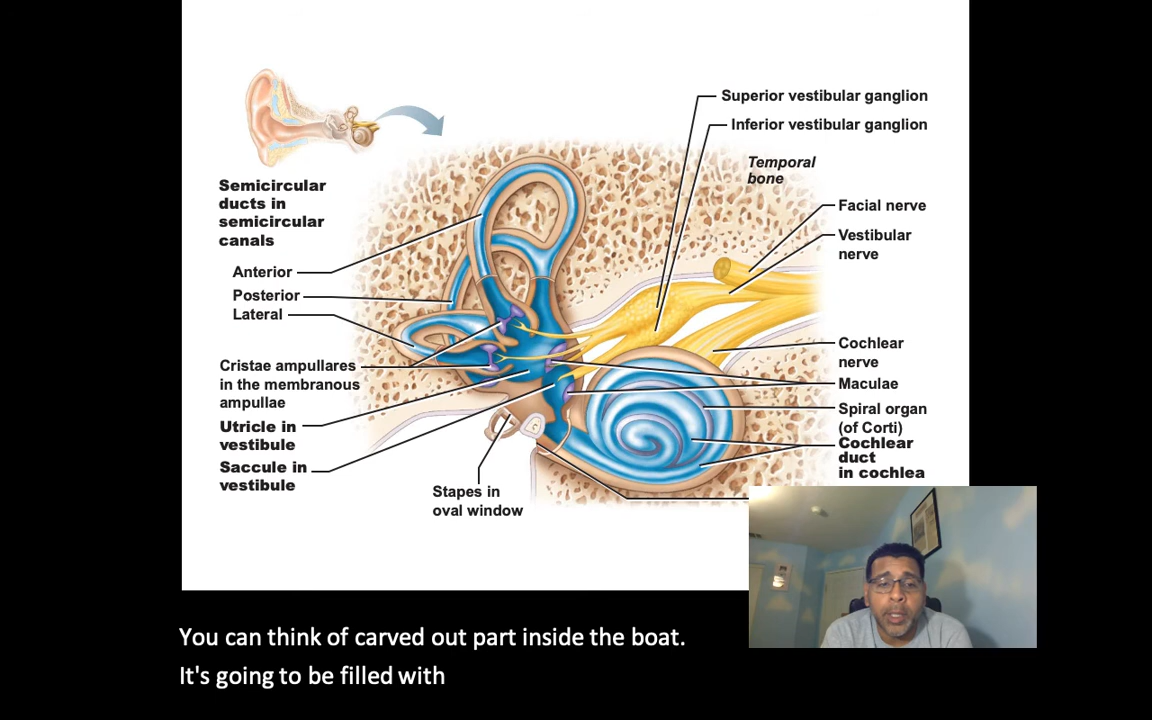 Superior vestibular ganglion
Inferior vestibular ganglion
Temporal
bone
Semicircular
ducts in
semicircular
canals
Facial nerve
Vestibular
nerve
Anterior
Posterior
Lateral
Cristae ampullares
in the membranous
ampullae
Utricle in
vestibule
Saccule in
vestibule
Cochlear
nerve
Maculae
Spiral organ
(of Corti)
Cochlear
duct
in cochlea
Stapes in
oval window
You can think of carved out part inside the boat.
It's going to be filled with